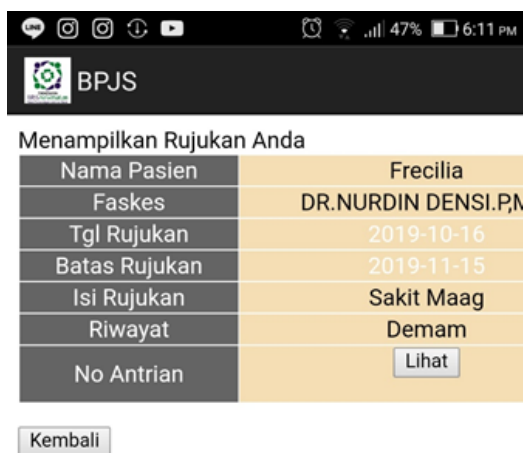 47% 6:11 PM
BPJS
Menampilkan Rujukan Anda
Nama Pasien Frecilia
Faskes DR.NURDIN DENSI.P,M
Tgl Rujukan 2019-10-16
Batas Rujukan 2019-11-15
Isi Rujukan Sakit Maag
Riwayat Demam
No Antrian Lihat
Kembali